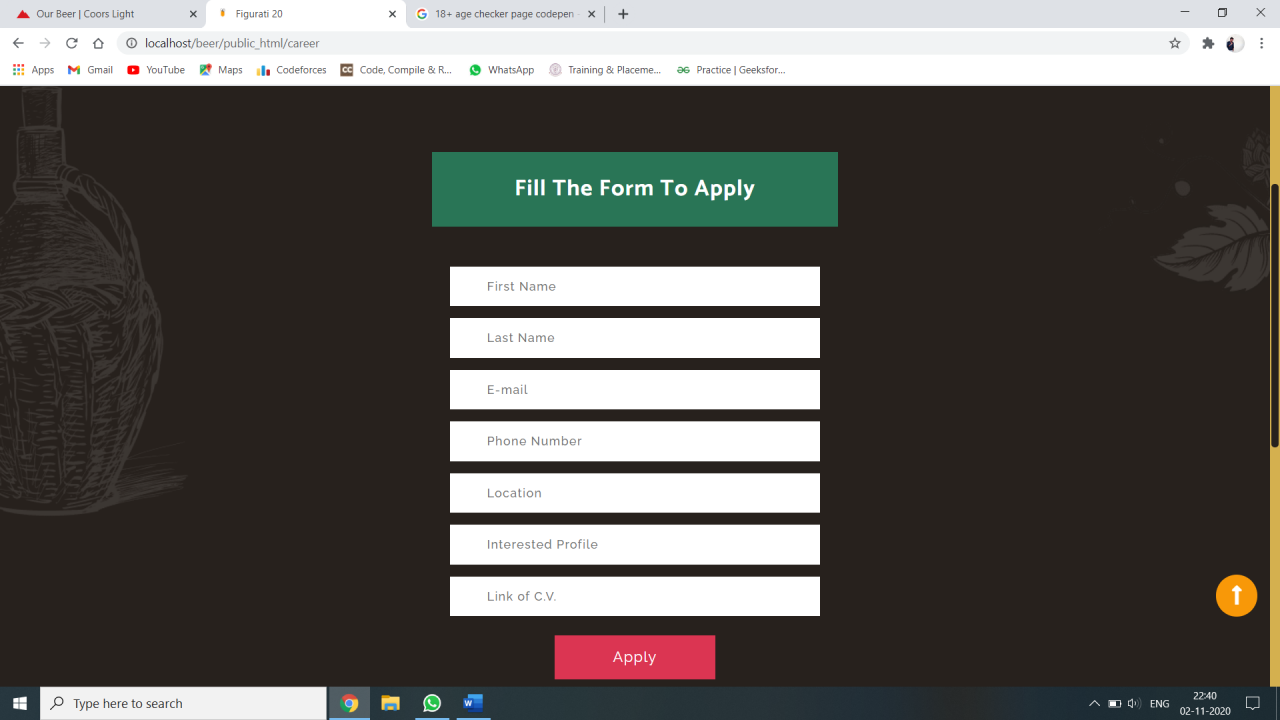 Our Beer | Coors Light
Figurati 20
18+ age checker page codepen
localhost/beer/public_html/career
Apps
Gmail
YouTube
Maps
Codeforces
CC
Code, Compile & R...
WhatsApp
Training & Placeme...
Practice | Geeksfor...
Fill The Form To Apply
First Name
Last Name
E-mail
Phone Number
Location
Interested Profile
Link of C.V.
Apply
Type here to search
ENG
22:40
02-11-2020